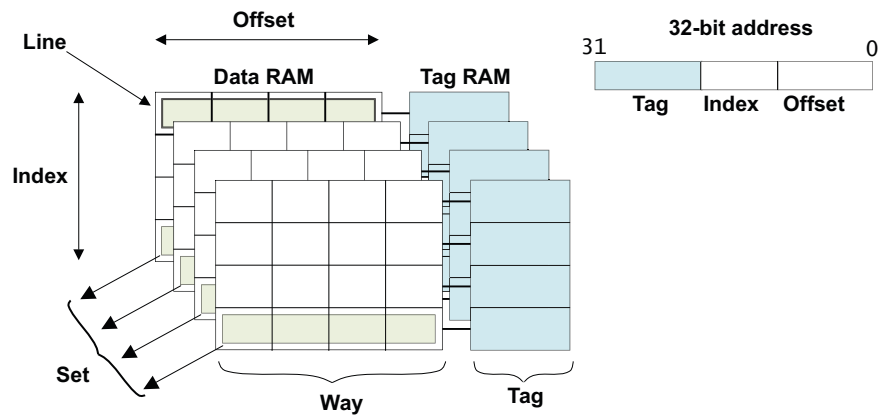 Offset
32-bit address
Line
31
0
Data RAM
Tag RAM
Tag
Index
Offset
Index
Set
Way
Tag